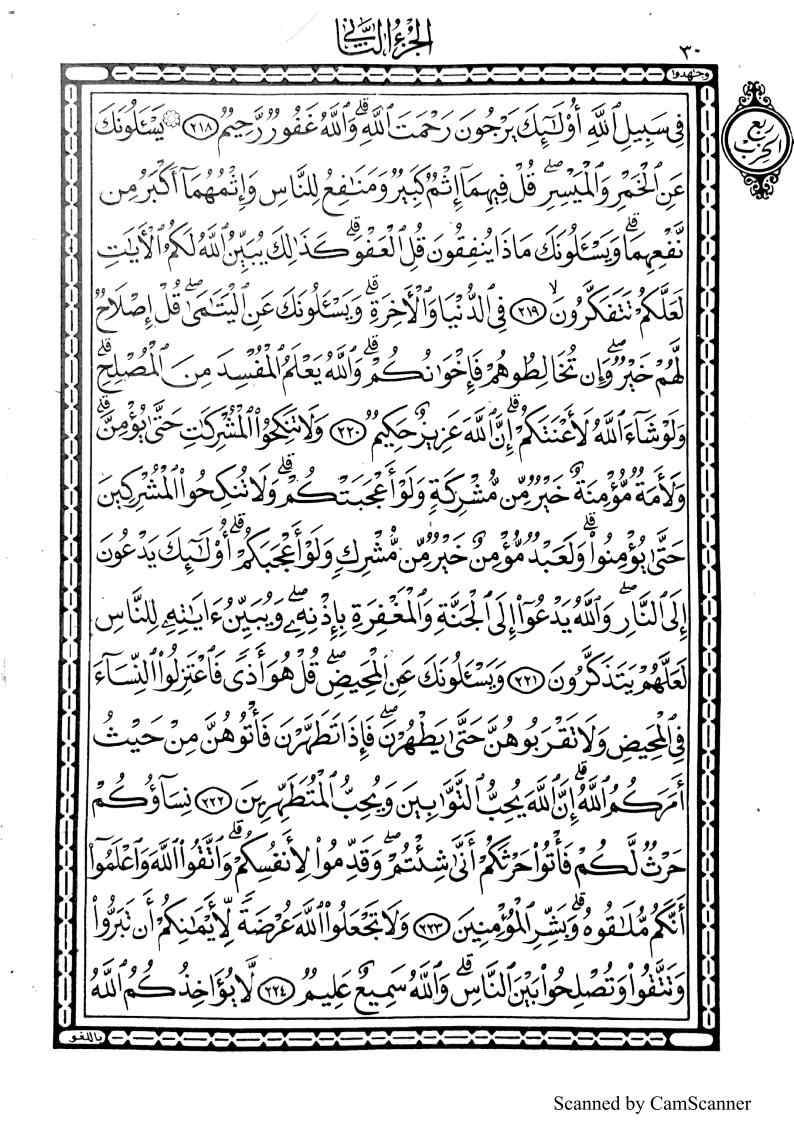 الجزء الثاني
٣٠
وجٰهدوا
ربع
الحزب
فِى سَبِيلِ ٱللَّهِ أُوْلَـٰٓئِكَ يَرْجُونَ رَحْمَتَ ٱللَّهِۚ وَٱللَّهُ غَفُورٌ رَّحِيمٌ ﴿٢١٨﴾ ۞ يَسْـَٔلُونَكَ
عَنِ ٱلْخَمْرِ وَٱلْمَيْسِرِۖ قُلْ فِيهِمَآ إِثْمٌ كَبِيرٌ وَمَنَـٰفِعُ لِلنَّاسِ وَإِثْمُهُمَآ أَكْبَرُ مِن
نَّفْعِهِمَاۗ وَيَسْـَٔلُونَكَ مَاذَا يُنفِقُونَ قُلِ ٱلْعَفْوَۗ كَذَٰلِكَ يُبَيِّنُ ٱللَّهُ لَكُمُ ٱلْأَيَـٰتِ
لَعَلَّكُمْ تَتَفَكَّرُونَ ﴿٢١٩﴾ فِى ٱلدُّنْيَا وَٱلْأَخِرَةِۗ وَيَسْـَٔلُونَكَ عَنِ ٱلْيَتَـٰمَىٰۖ قُلْ إِصْلَاحٌ
لَّهُمْ خَيْرٌۖ وَإِن تُخَالِطُوهُمْ فَإِخْوَٰنُكُمْۗ وَٱللَّهُ يَعْلَمُ ٱلْمُفْسِدَ مِنَ ٱلْمُصْلِحِۗ
وَلَوْ شَآءَ ٱللَّهُ لَأَعْنَتَكُمْۗ إِنَّ ٱللَّهَ عَزِيزٌ حَكِيمٌ ﴿٢٢٠﴾ وَلَا تَنكِحُوا۟ ٱلْمُشْرِكَـٰتِ حَتَّىٰ يُؤْمِنَّۗ
وَلَأَمَةٌ مُّؤْمِنَةٌ خَيْرٌ مِّن مُّشْرِكَةٍ وَلَوْ أَعْجَبَتْكُمْۗ وَلَا تُنكِحُوا۟ ٱلْمُشْرِكِينَ
حَتَّىٰ يُؤْمِنُوا۟ۗ وَلَعَبْدٌ مُّؤْمِنٌ خَيْرٌ مِّن مُّشْرِكٍ وَلَوْ أَعْجَبَكُمْۗ أُوْلَـٰٓئِكَ يَدْعُونَ
إِلَى ٱلنَّارِۖ وَٱللَّهُ يَدْعُوٓا۟ إِلَى ٱلْجَنَّةِ وَٱلْمَغْفِرَةِ بِإِذْنِهِۦۖ وَيُبَيِّنُ ءَايَـٰتِهِۦ لِلنَّاسِ
لَعَلَّهُمْ يَتَذَكَّرُونَ ﴿٢٢١﴾ وَيَسْـَٔلُونَكَ عَنِ ٱلْمَحِيضِۖ قُلْ هُوَ أَذًى فَٱعْتَزِلُوا۟ ٱلنِّسَآءَ
فِى ٱلْمَحِيضِ وَلَا تَقْرَبُوهُنَّ حَتَّىٰ يَطْهُرْنَۖ فَإِذَا تَطَهَّرْنَ فَأْتُوهُنَّ مِنْ حَيْثُ
أَمَرَكُمُ ٱللَّهُۚ إِنَّ ٱللَّهَ يُحِبُّ ٱلتَّوَّٰبِينَ وَيُحِبُّ ٱلْمُتَطَهِّرِينَ ﴿٢٢٢﴾ نِسَآؤُكُمْ
حَرْثٌ لَّكُمْ فَأْتُوا۟ حَرْثَكُمْ أَنَّىٰ شِئْتُمْۖ وَقَدِّمُوا۟ لِأَنفُسِكُمْۗ وَٱتَّقُوا۟ ٱللَّهَ وَٱعْلَمُوٓا۟
أَنَّكُم مُّلَـٰقُوهُۗ وَبَشِّرِ ٱلْمُؤْمِنِينَ ﴿٢٢٣﴾ وَلَا تَجْعَلُوا۟ ٱللَّهَ عُرْضَةً لِّأَيْمَـٰنِكُمْ أَن تَبَرُّوا۟
وَتَتَّقُوا۟ وَتُصْلِحُوا۟ بَيْنَ ٱلنَّاسِۗ وَٱللَّهُ سَمِيعٌ عَلِيمٌ ﴿٢٢٤﴾ لَّا يُؤَاخِذُكُمُ ٱللَّهُ
باللغو
Scanned by CamScanner